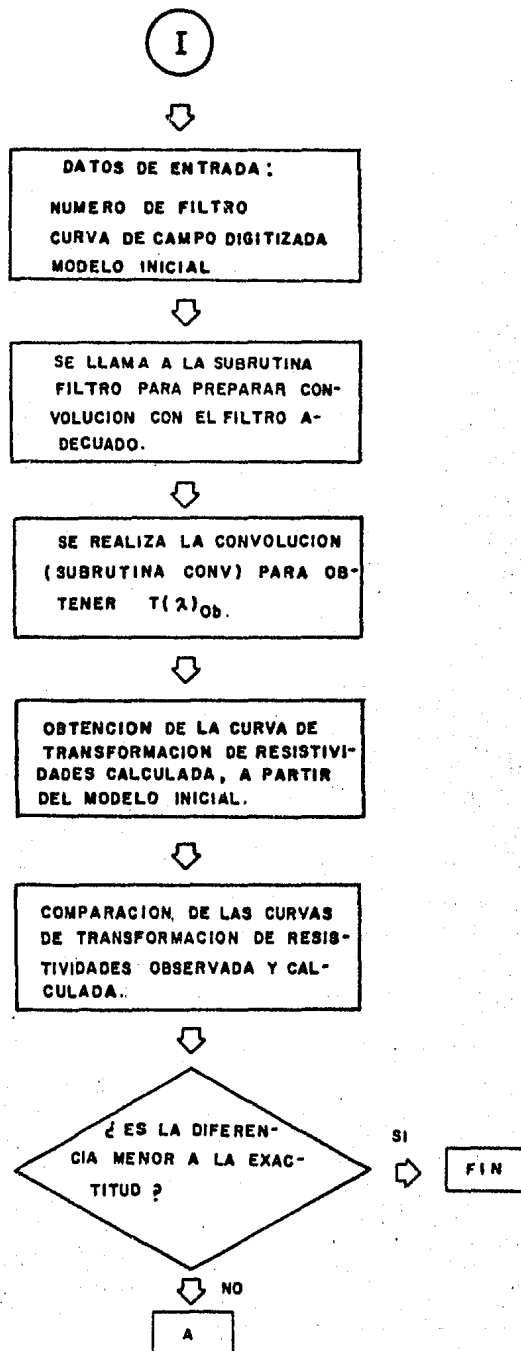 I
DATOS DE ENTRADA:
NUMERO DE FILTRO
CURVA DE CAMPO DIGITIZADA
MODELO INICIAL
SE LLAMA A LA SUBRUTINA
FILTRO PARA PREPARAR CON-
VOLUCION CON EL FILTRO A-
DECUADO.
SE REALIZA LA CONVOLUCION
(SUBRUTINA CONV) PARA OB-
TENER T(λ)Ob.
OBTENCION DE LA CURVA DE
TRANSFORMACION DE RESISTIVI-
DADES CALCULADA, A PARTIR
DEL MODELO INICIAL.
COMPARACION, DE LAS CURVAS
DE TRANSFORMACION DE RESIS-
TIVIDADES OBSERVADA Y CAL-
CULADA.
¿ ES LA DIFEREN-
CIA MENOR A LA EXAC-
TITUD ?
SI
FIN
NO
A